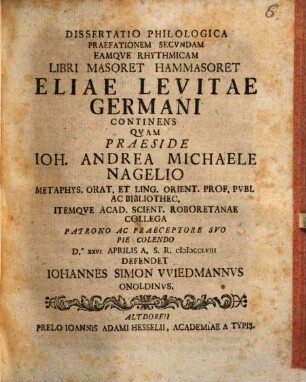 6
DISSERTATIO PHILOLOGICA
PRAEFATIONEM SECVNDAM
EAMQVE RHYTHMICAM
LIBRI MASORET HAMMASORET
ELIAE LEVITAE
GERMANI
CONTINENS
QVAM
PRAESIDE
IOH. ANDREA MICHAELE
NAGELIO
METAPHYS. ORAT. ET LING. ORIENT. PROF. PVBL.
AC BIBLIOTHEC.
ITEMQVE ACAD. SCIENT. ROBORETANAE
COLLEGA
PATRONO AC PRAECEPTORE SVO
PIE COLENDO
D. XXVI APRILIS A. S. R. cIↃIↃccLVIII
DEFENDET
IOHANNES SIMON VVIEDMANNVS
ONOLDINVS.
ALTDORFII
PRELO IOANNIS ADAMI HESSELII, ACADEMIAE A TYPIS.